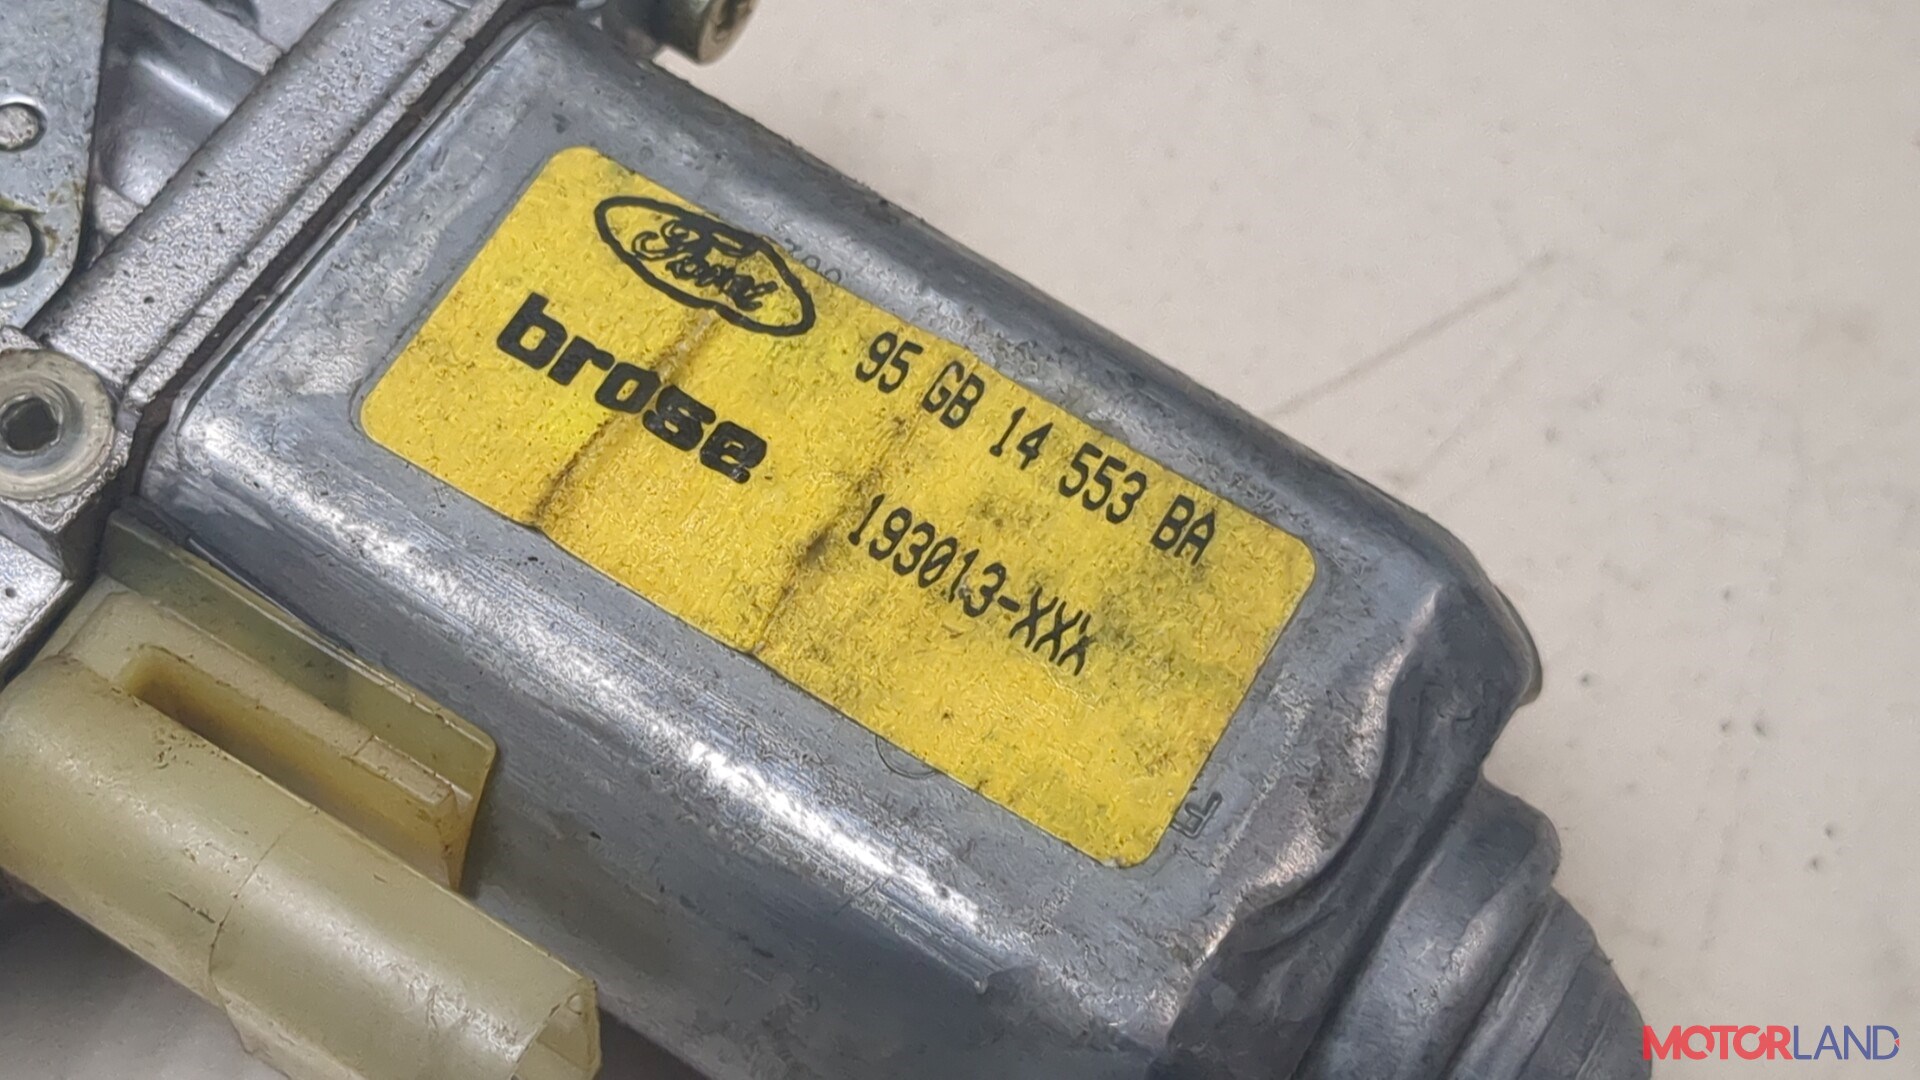 Ford
brose
95 GB 14 553 BA
193013-XXX
MOTORLAND